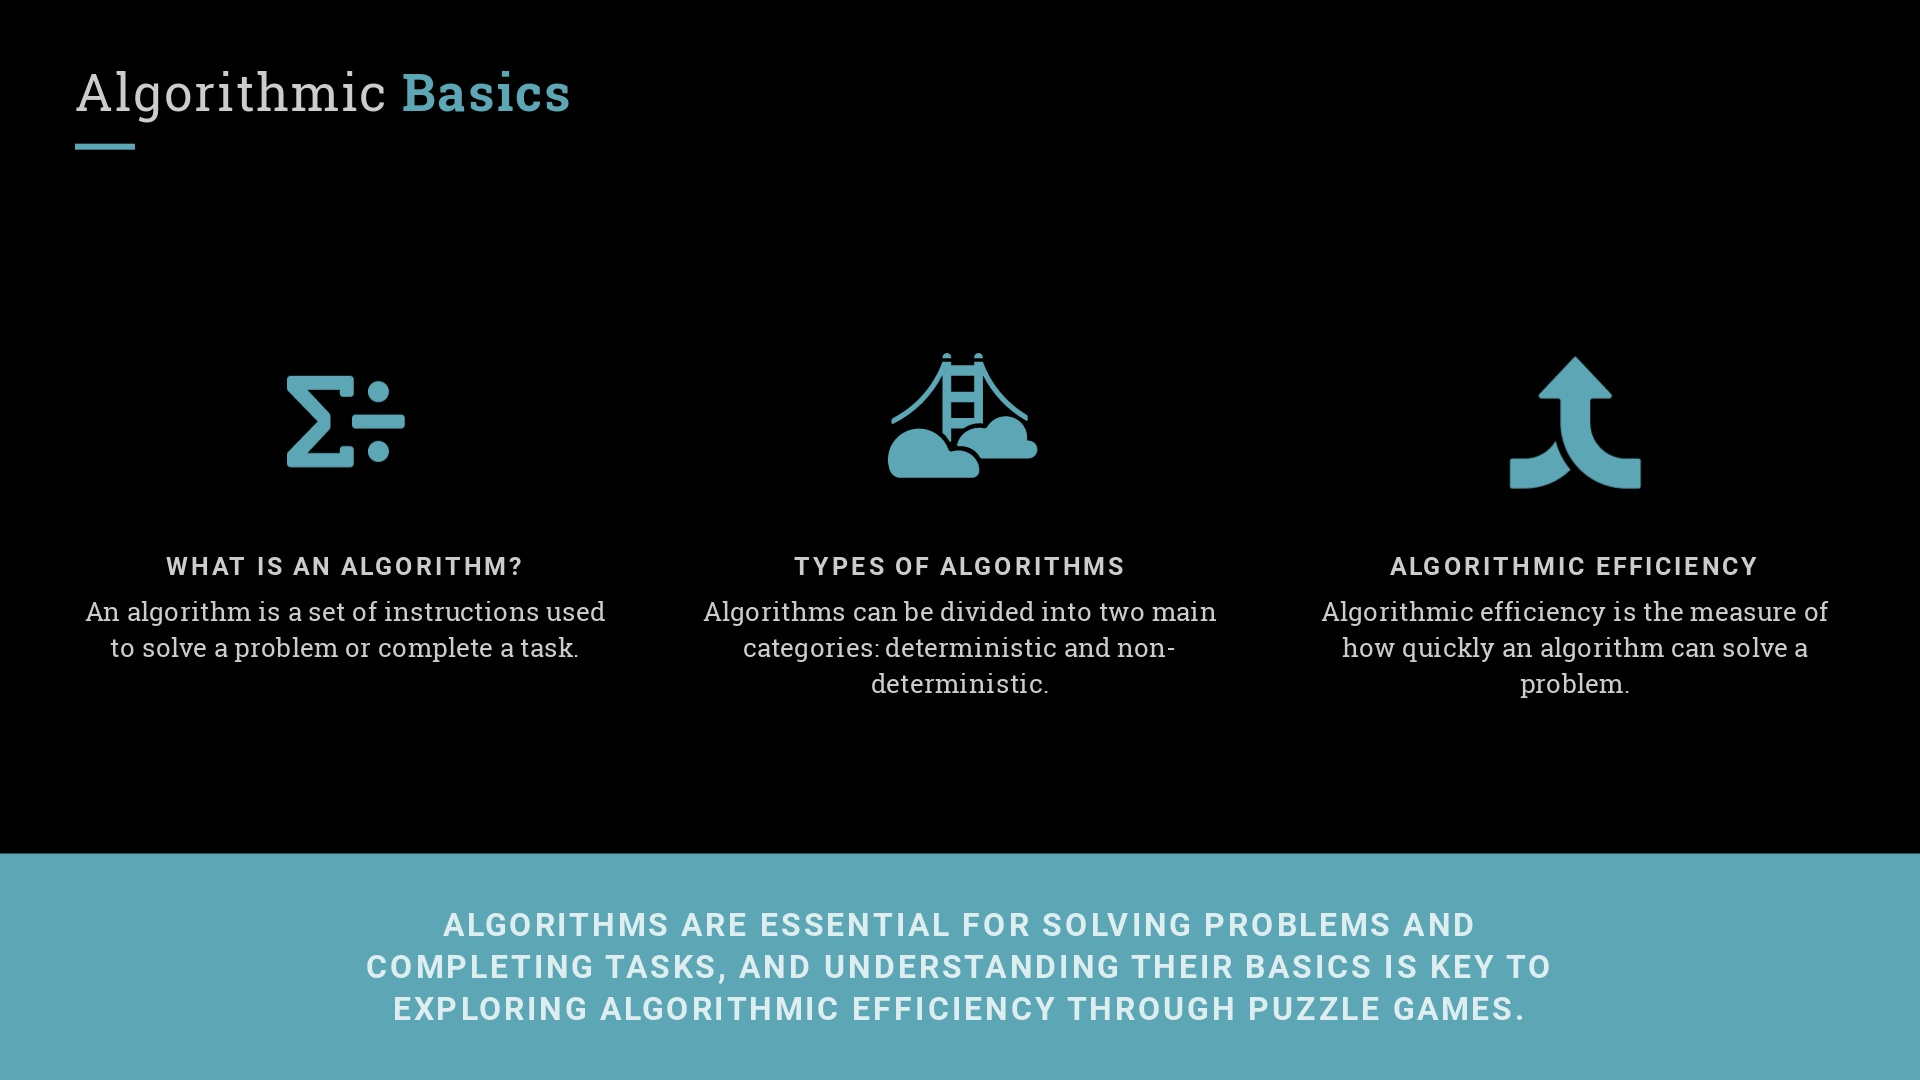 Algorithmic Basics
WHAT IS AN ALGORITHM?
An algorithm is a set of instructions used
to solve a problem or complete a task.
TYPES OF ALGORITHMS
Algorithms can be divided into two main
categories: deterministic and non-
deterministic.
ALGORITHMIC EFFICIENCY
Algorithmic efficiency is the measure of
how quickly an algorithm can solve a
problem.
ALGORITHMS ARE ESSENTIAL FOR SOLVING PROBLEMS AND
COMPLETING TASKS, AND UNDERSTANDING THEIR BASICS IS KEY TO
EXPLORING ALGORITHMIC EFFICIENCY THROUGH PUZZLE GAMES.